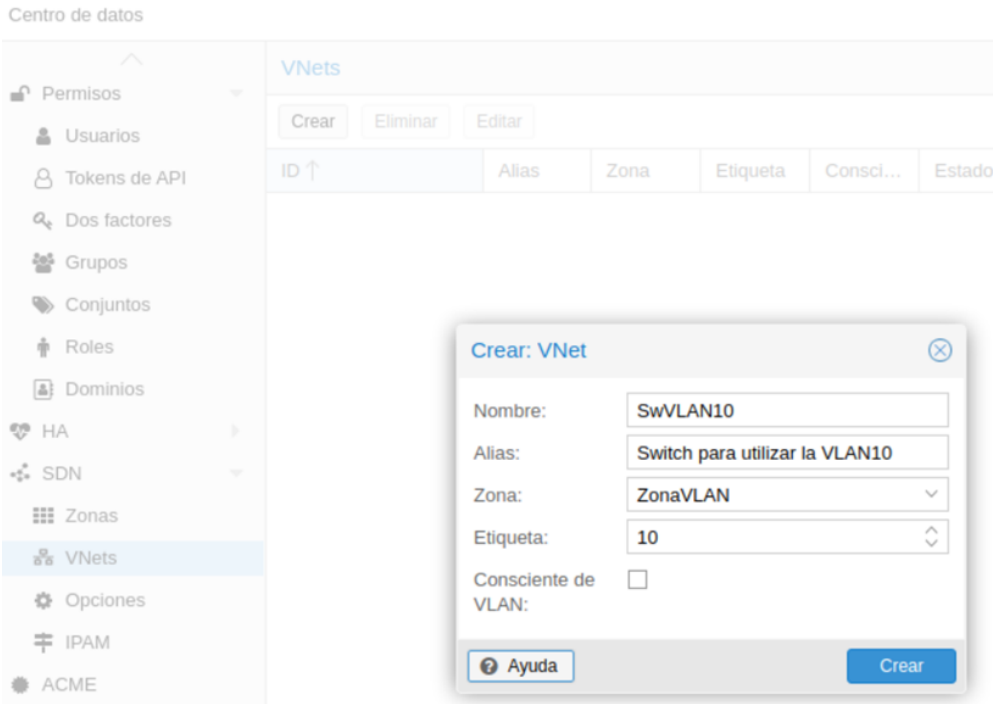 Centro de datos
VNets
Permisos
Crear Eliminar Editar
Usuarios
ID Alias Zona Etiqueta Consci... Estado
Tokens de API
Dos factores
Grupos
Conjuntos
Roles
Dominios
HA
SDN
Zonas
VNets
Opciones
IPAM
ACME
Crear: VNet
Nombre: SwVLAN10
Alias: Switch para utilizar la VLAN10
Zona: ZonaVLAN
Etiqueta: 10
Consciente de
VLAN:
Ayuda Crear